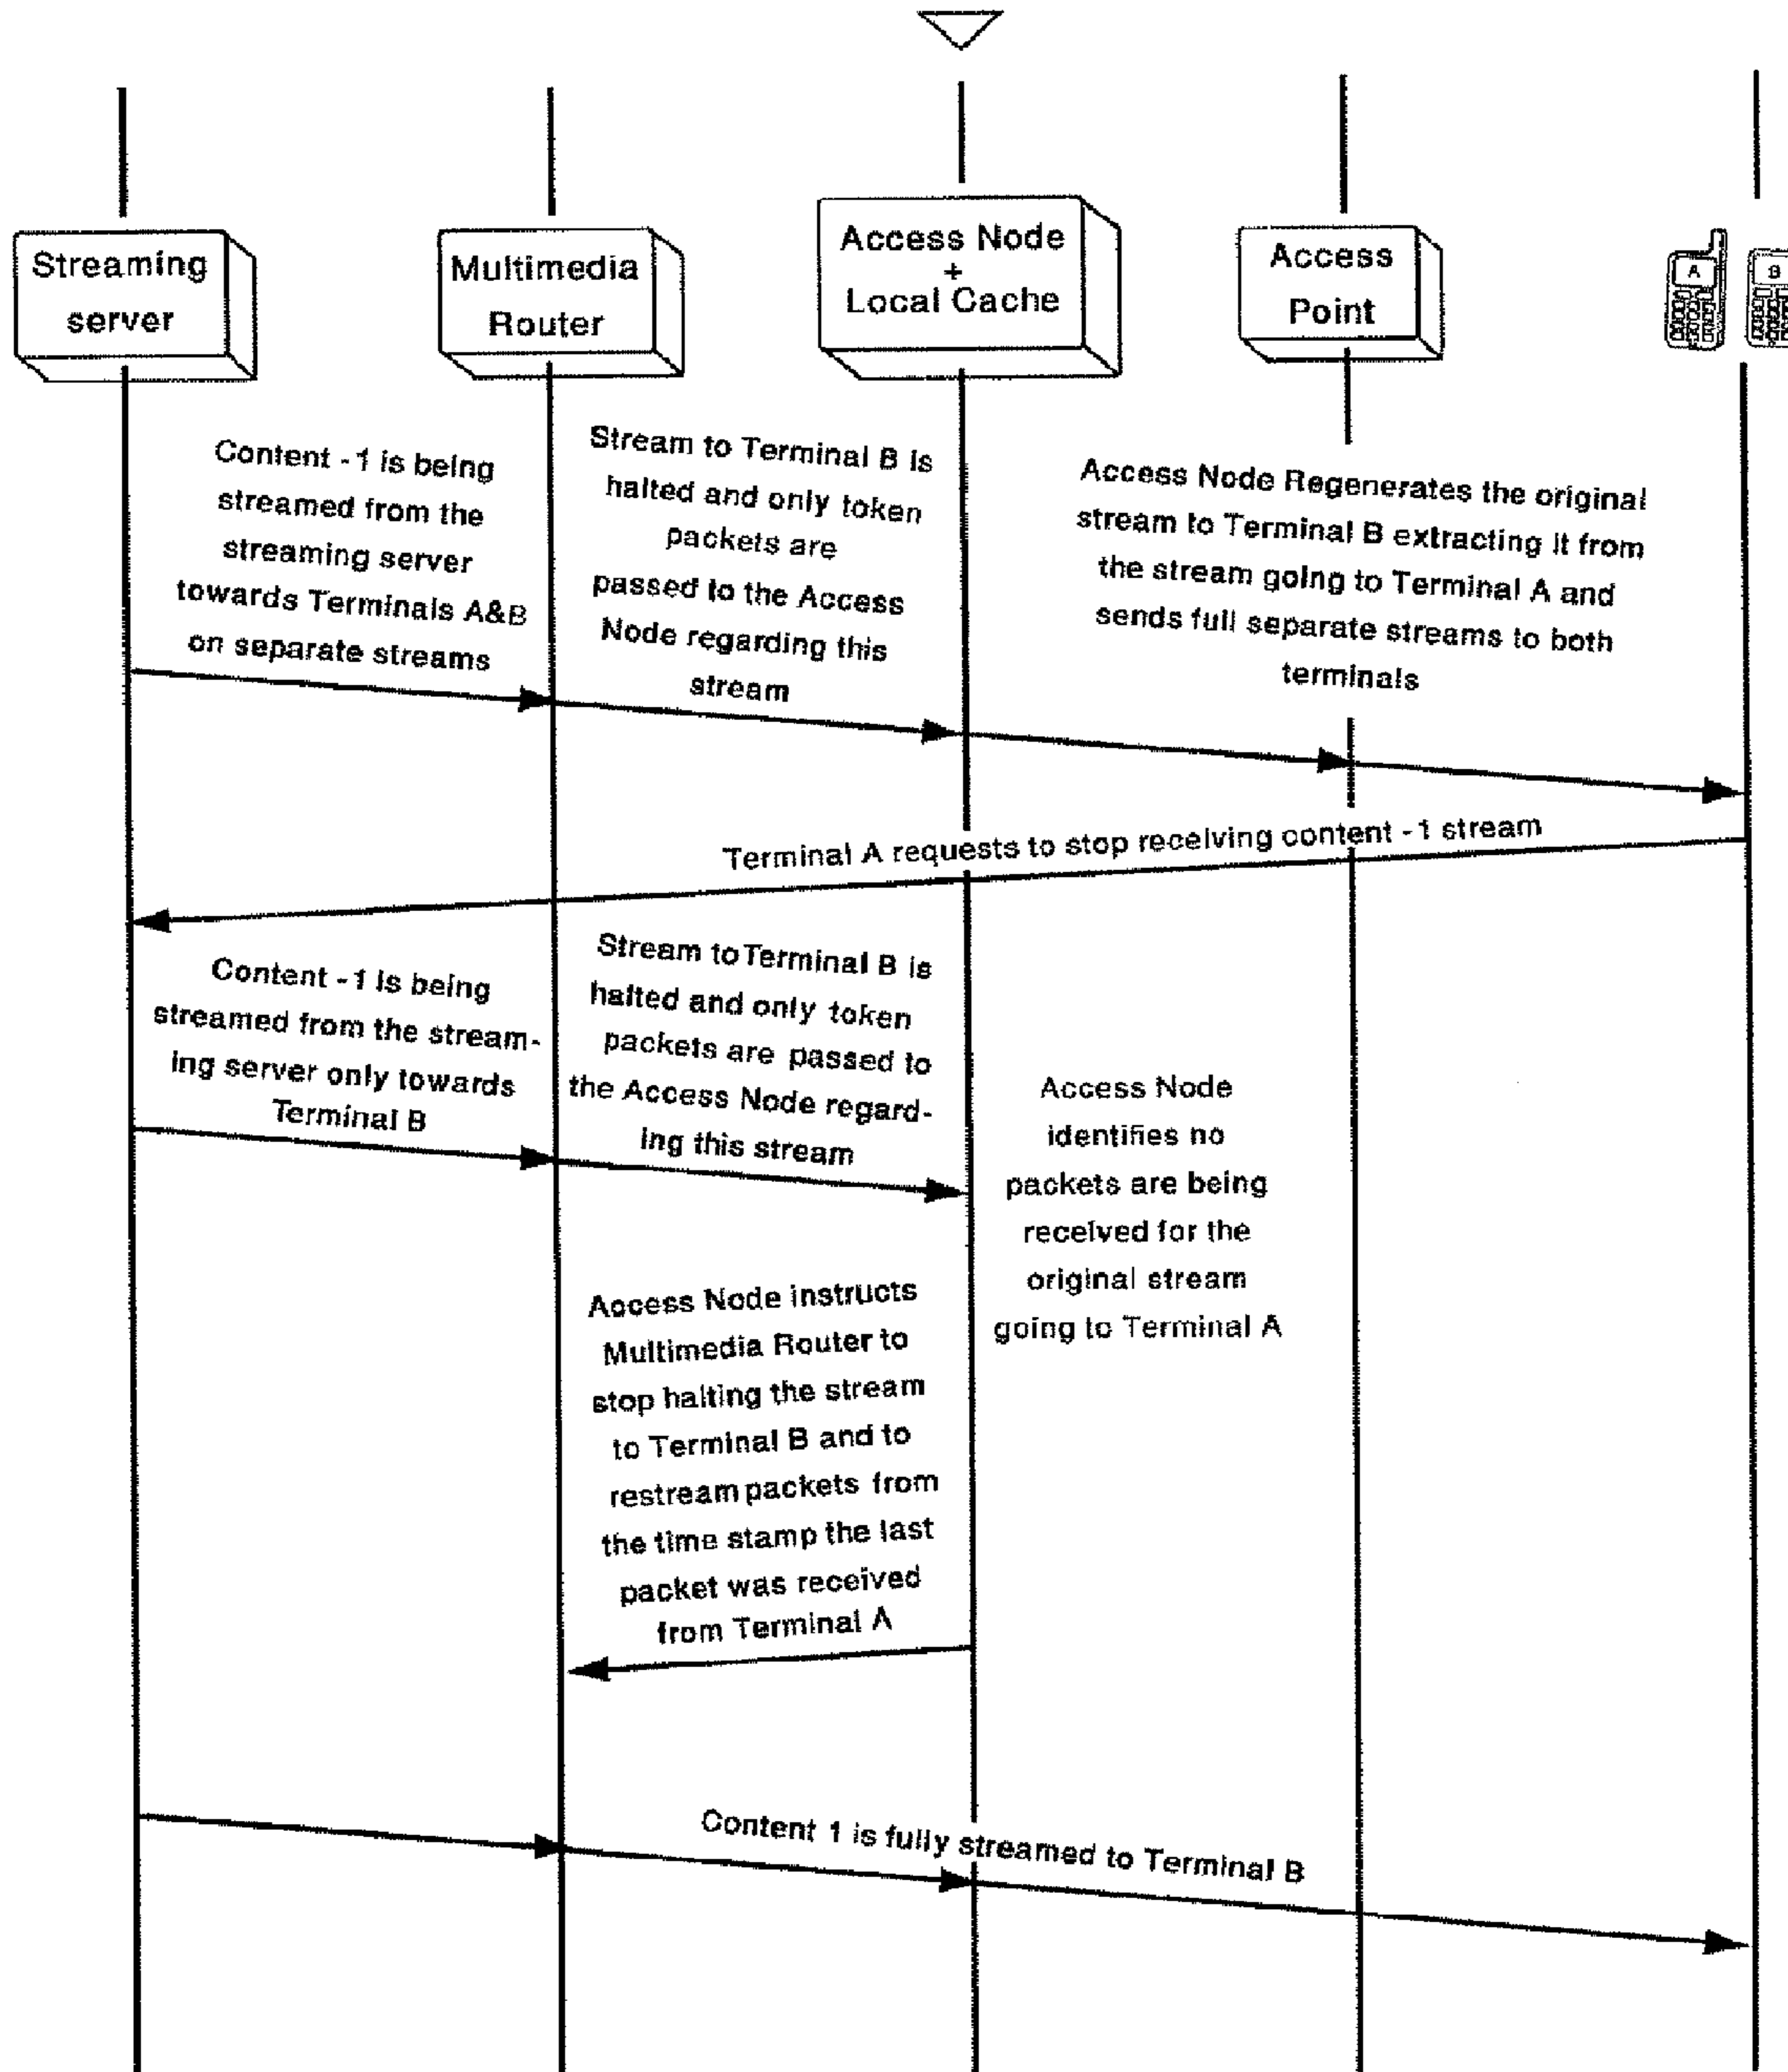 Streaming
server
Multimedia
Router
Access Node
+
Local Cache
Access
Point
A
B
Content -1 is being
streamed from the
streaming server
towards Terminals A&B
on separate streams
Stream to Terminal B is
halted and only token
packets are
passed to the Access
Node regarding this
stream
Access Node Regenerates the original
stream to Terminal B extracting it from
the stream going to Terminal A and
sends full separate streams to both
terminals
Terminal A requests to stop receiving content -1 stream
Content -1 is being
streamed from the stream-
ing server only towards
Terminal B
Stream to Terminal B is
halted and only token
packets are passed to
the Access Node regard-
ing this stream
Access Node
identifies no
packets are being
received for the
original stream
going to Terminal A
Access Node instructs
Multimedia Router to
stop halting the stream
to Terminal B and to
restream packets from
the time stamp the last
packet was received
from Terminal A
Content 1 is fully streamed to Terminal B